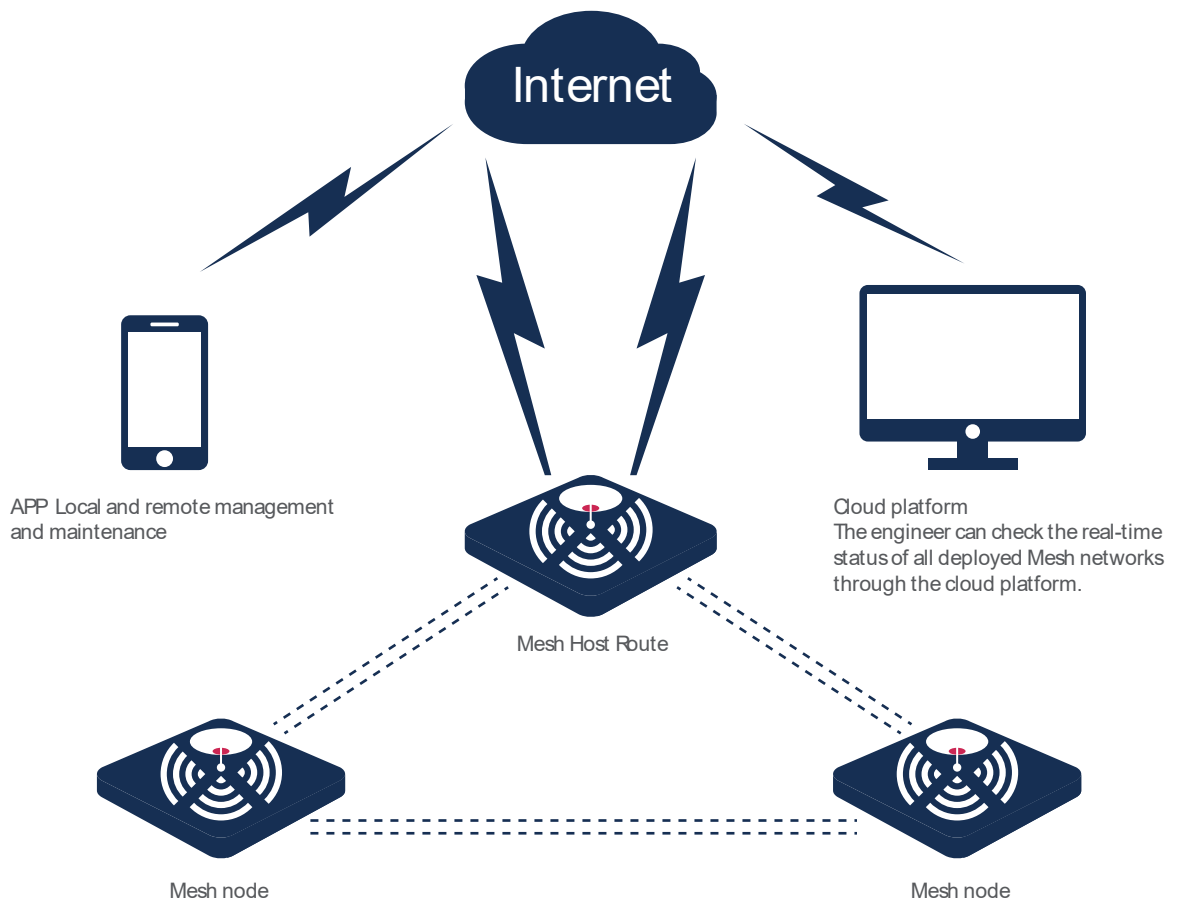 Internet
APP Local and remote management
and maintenance
Cloud platform
The engineer can check the real-time
status of all deployed Mesh networks
through the cloud platform.
Mesh Host Route
Mesh node
Mesh node